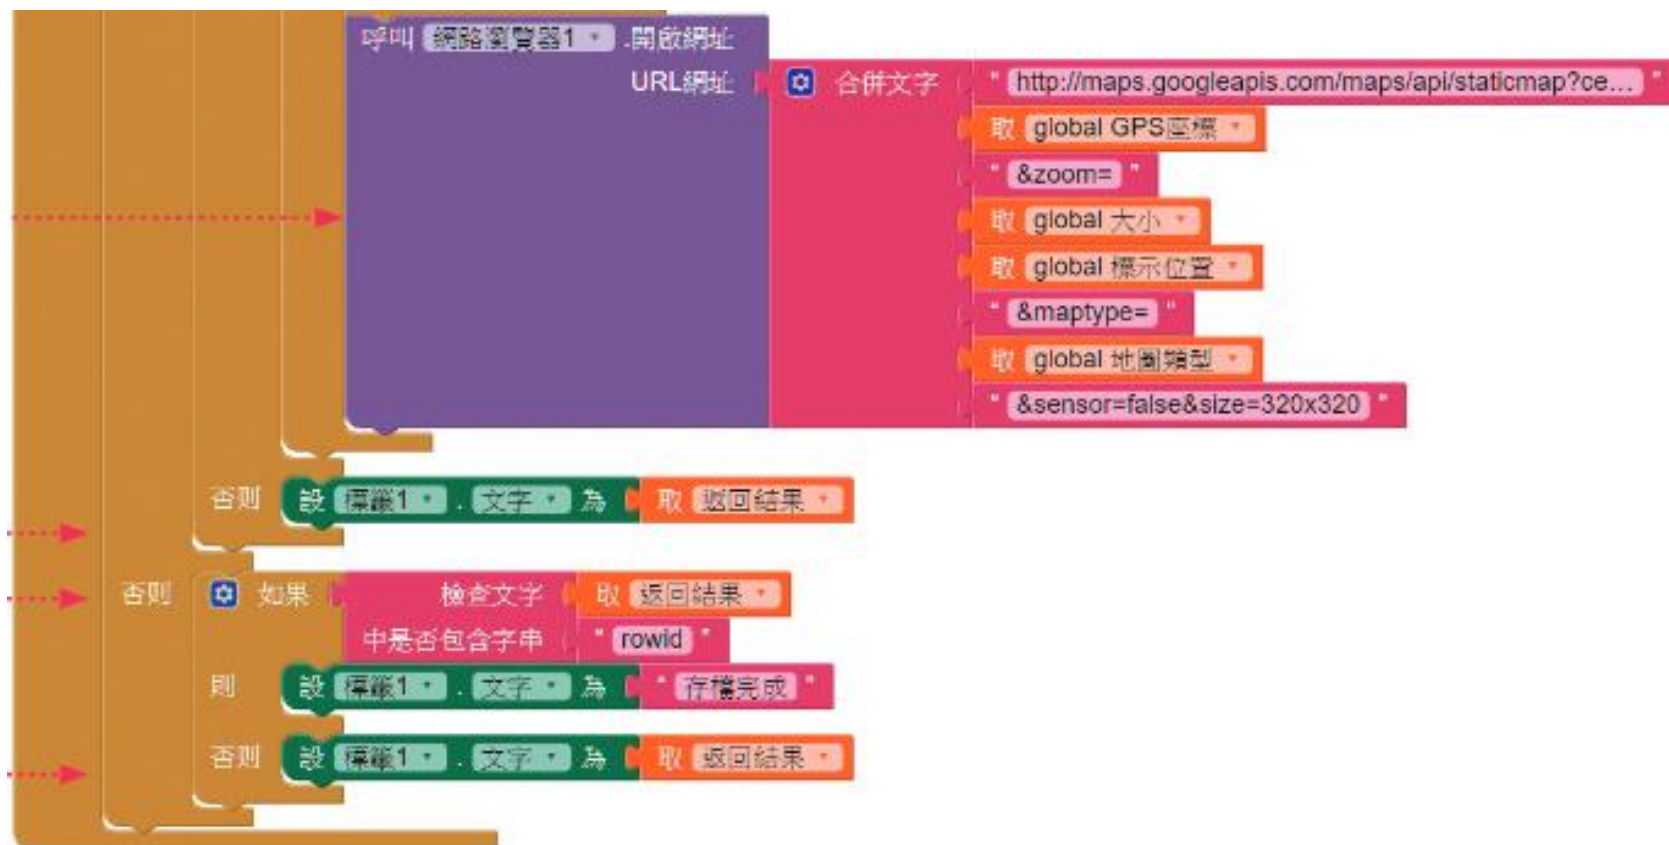 呼叫 網路瀏覽器1 .開啟網址
URL網址 合併文字 " http://maps.googleapis.com/maps/api/staticmap?ce... "
取 global GPS座標
" &zoom= "
取 global 大小
取 global 標示位置
" &maptype= "
取 global 地圖類型
" &sensor=false&size=320x320 "
否則 設 標籤1 . 文字 為 取 返回結果
否則 如果 檢查文字 取 返回結果
中是否包含字串 " rowid "
則 設 標籤1 . 文字 為 " 存檔完成 "
否則 設 標籤1 . 文字 為 取 返回結果